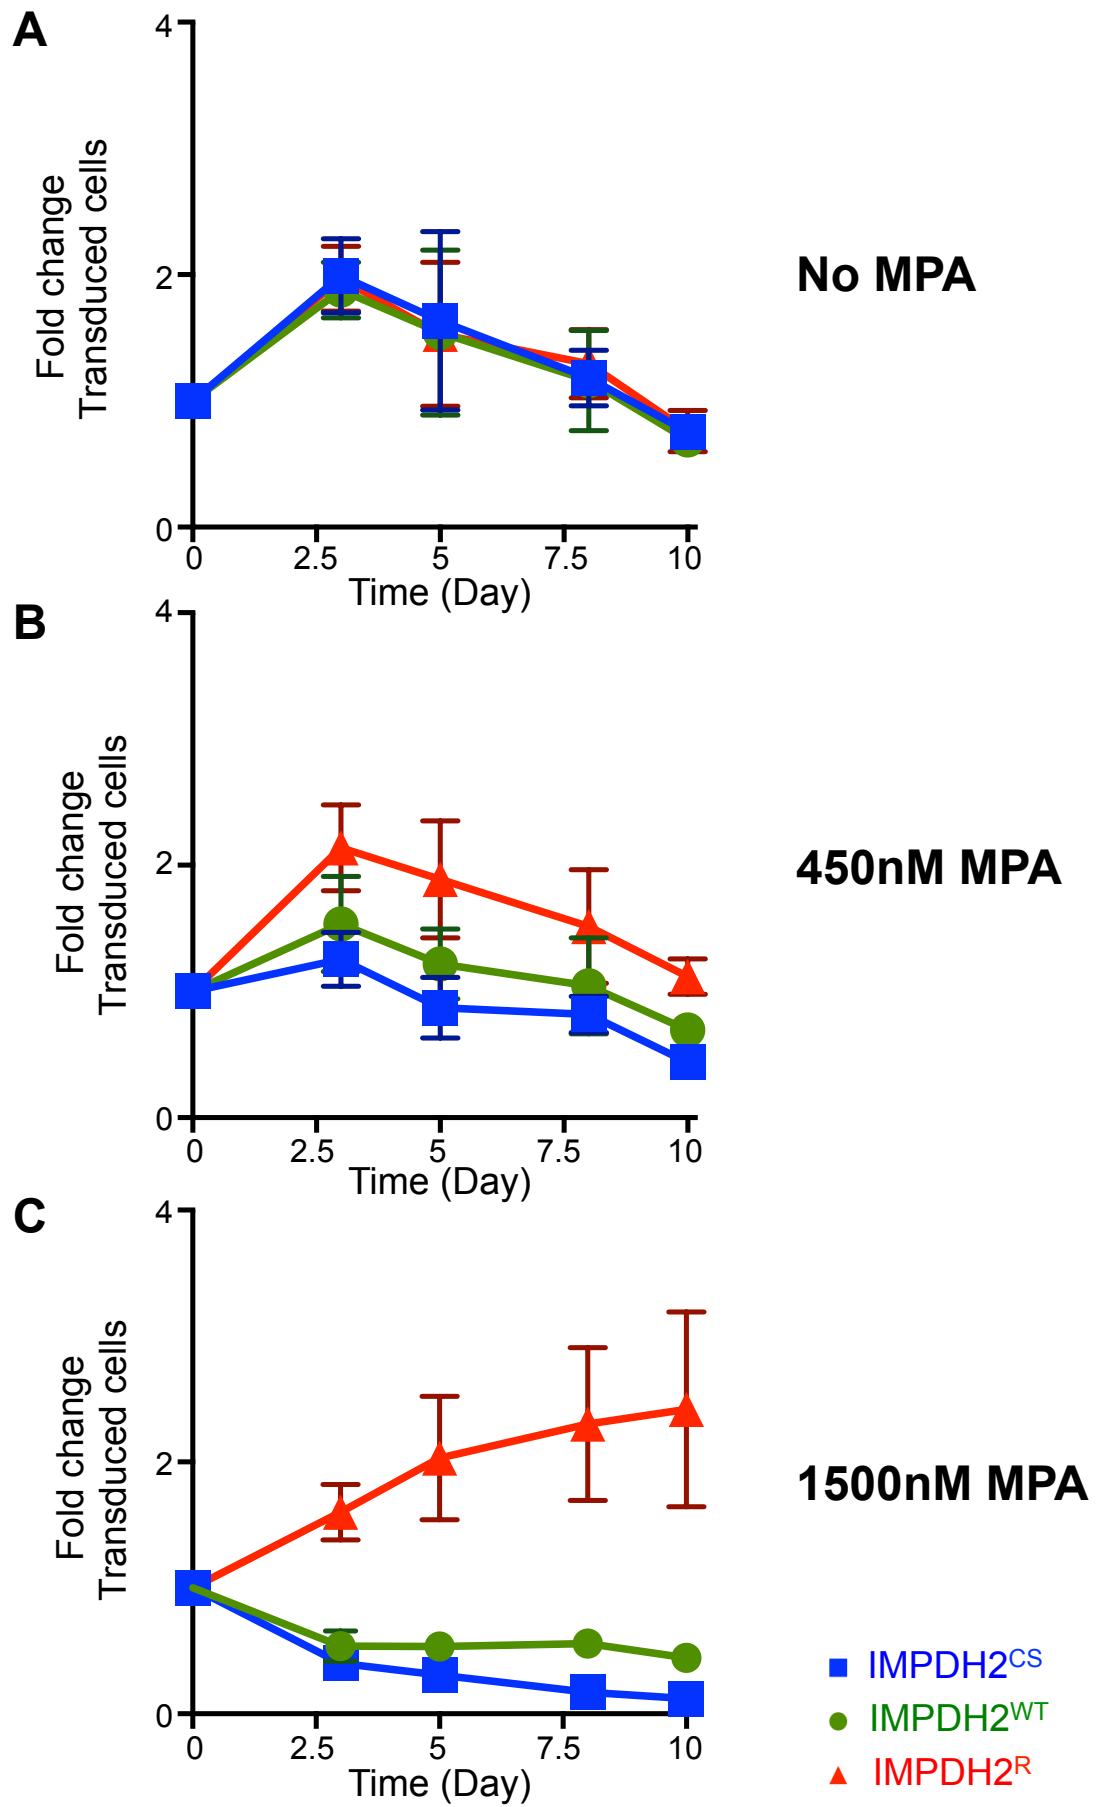 A
4
2
0
Fold change
Transduced cells
0 2.5 5 7.5 10
Time (Day)
No MPA
B
4
2
0
Fold change
Transduced cells
0 2.5 5 7.5 10
Time (Day)
450nM MPA
C
4
2
0
Fold change
Transduced cells
0 2.5 5 7.5 10
Time (Day)
1500nM MPA
IMPDH2CS
IMPDH2WT
IMPDH2R